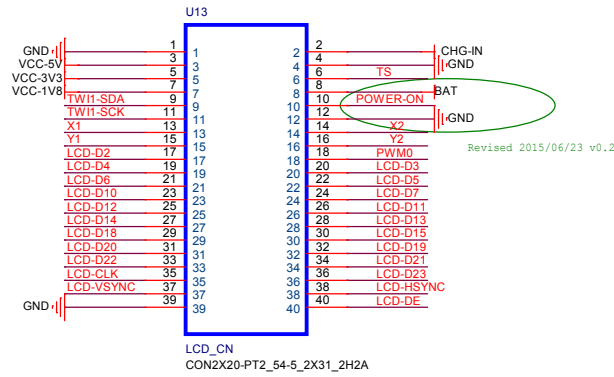 U13
GND 1 1 2 2 CHG-IN
VCC-5V 3 3 4 4 GND
VCC-3V3 5 5 6 6 TS
VCC-1V8 7 7 8 8 BAT
TWI1-SDA 9 9 10 10 POWER-ON
TWI1-SCK 11 11 12 12 GND
X1 13 13 14 14 X2
Y1 15 15 16 16 Y2
Revised 2015/06/23 v0.2
LCD-D2 17 17 18 18 PWM0
LCD-D4 19 19 20 20 LCD-D3
LCD-D6 21 21 22 22 LCD-D5
LCD-D10 23 23 24 24 LCD-D7
LCD-D12 25 25 26 26 LCD-D11
LCD-D14 27 27 28 28 LCD-D13
LCD-D18 29 29 30 30 LCD-D15
LCD-D20 31 31 32 32 LCD-D19
LCD-D22 33 33 34 34 LCD-D21
LCD-CLK 35 35 36 36 LCD-D23
LCD-VSYNC 37 37 38 38 LCD-HSYNC
GND 39 39 40 40 LCD-DE
LCD_CN
CON2X20-PT2_54-5_2X31_2H2A